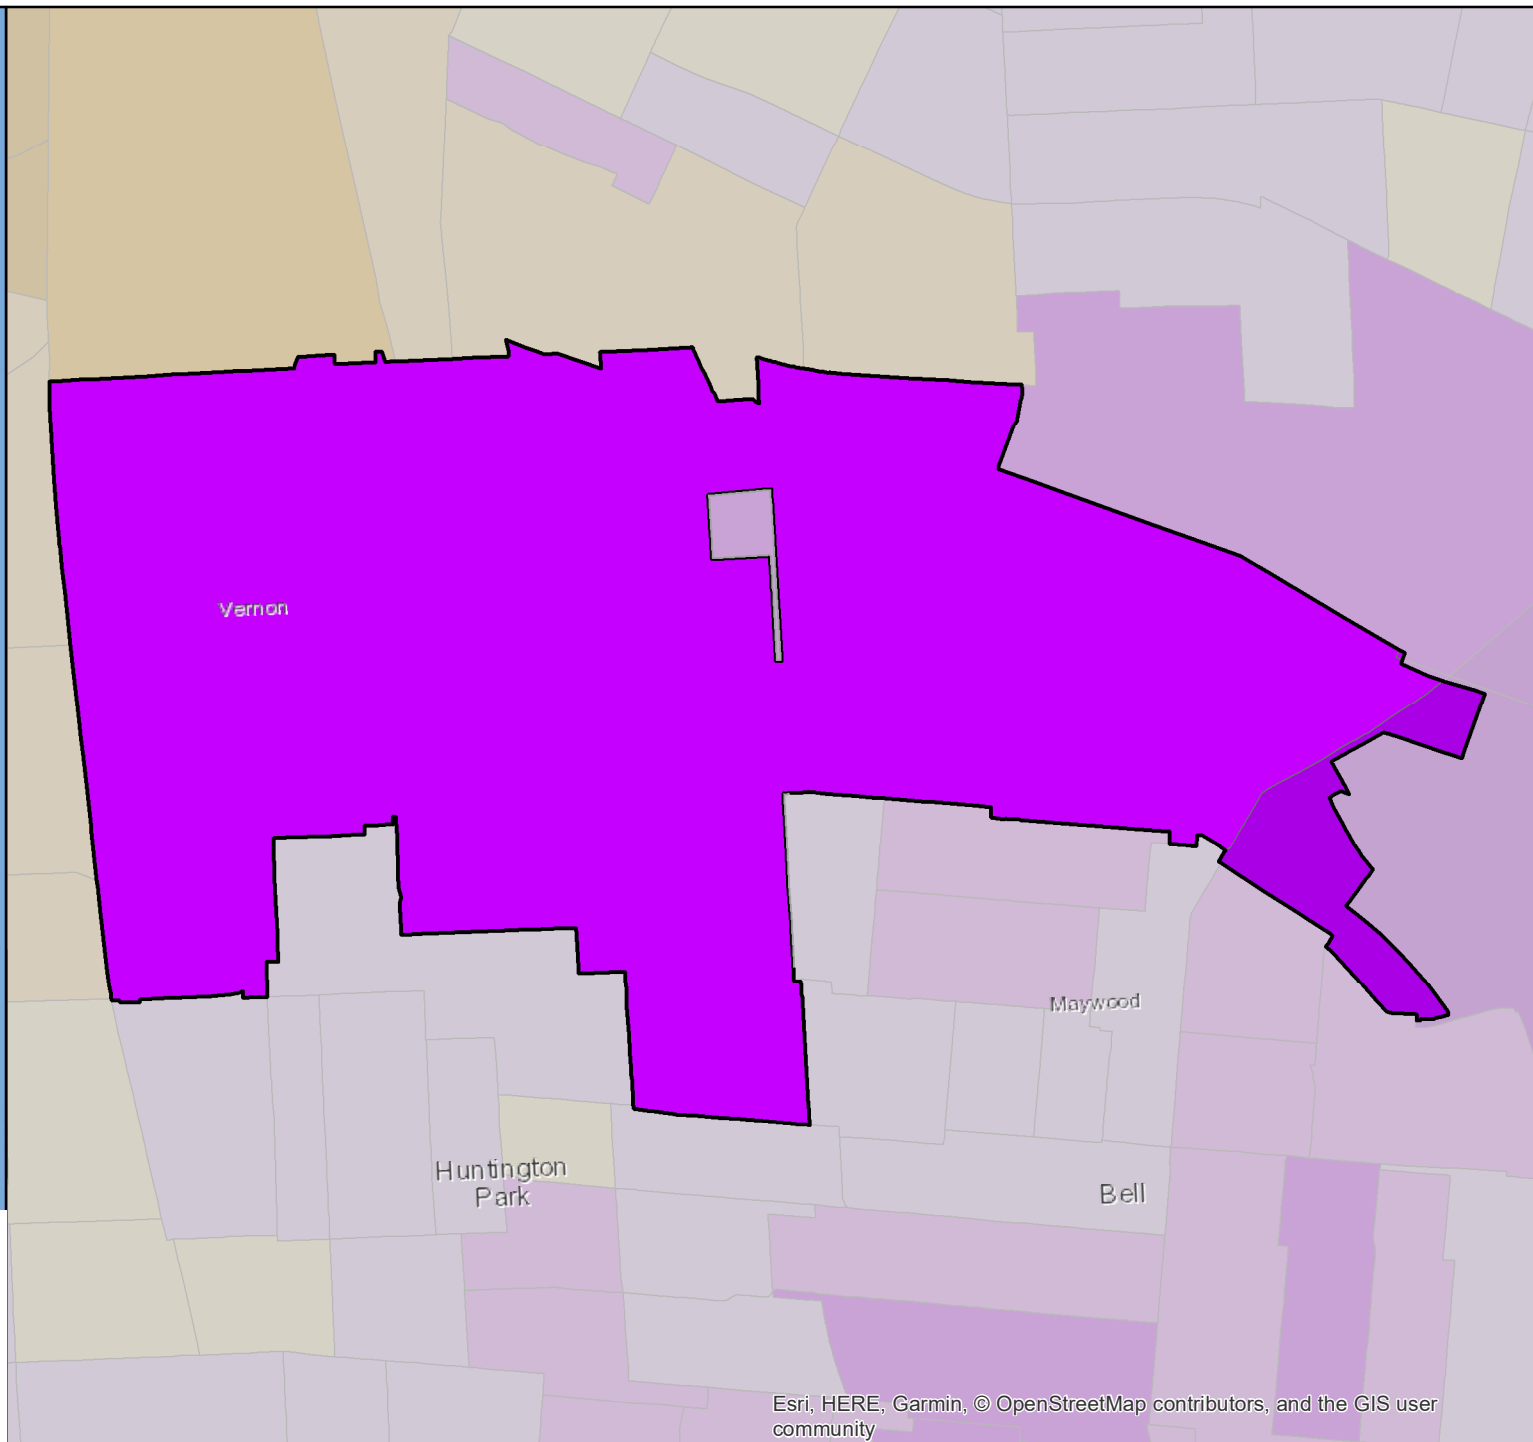 Vernon
Maywood
Huntington
Park
Bell
Esri, HERE, Garmin, © OpenStreetMap contributors, and the GIS user
community